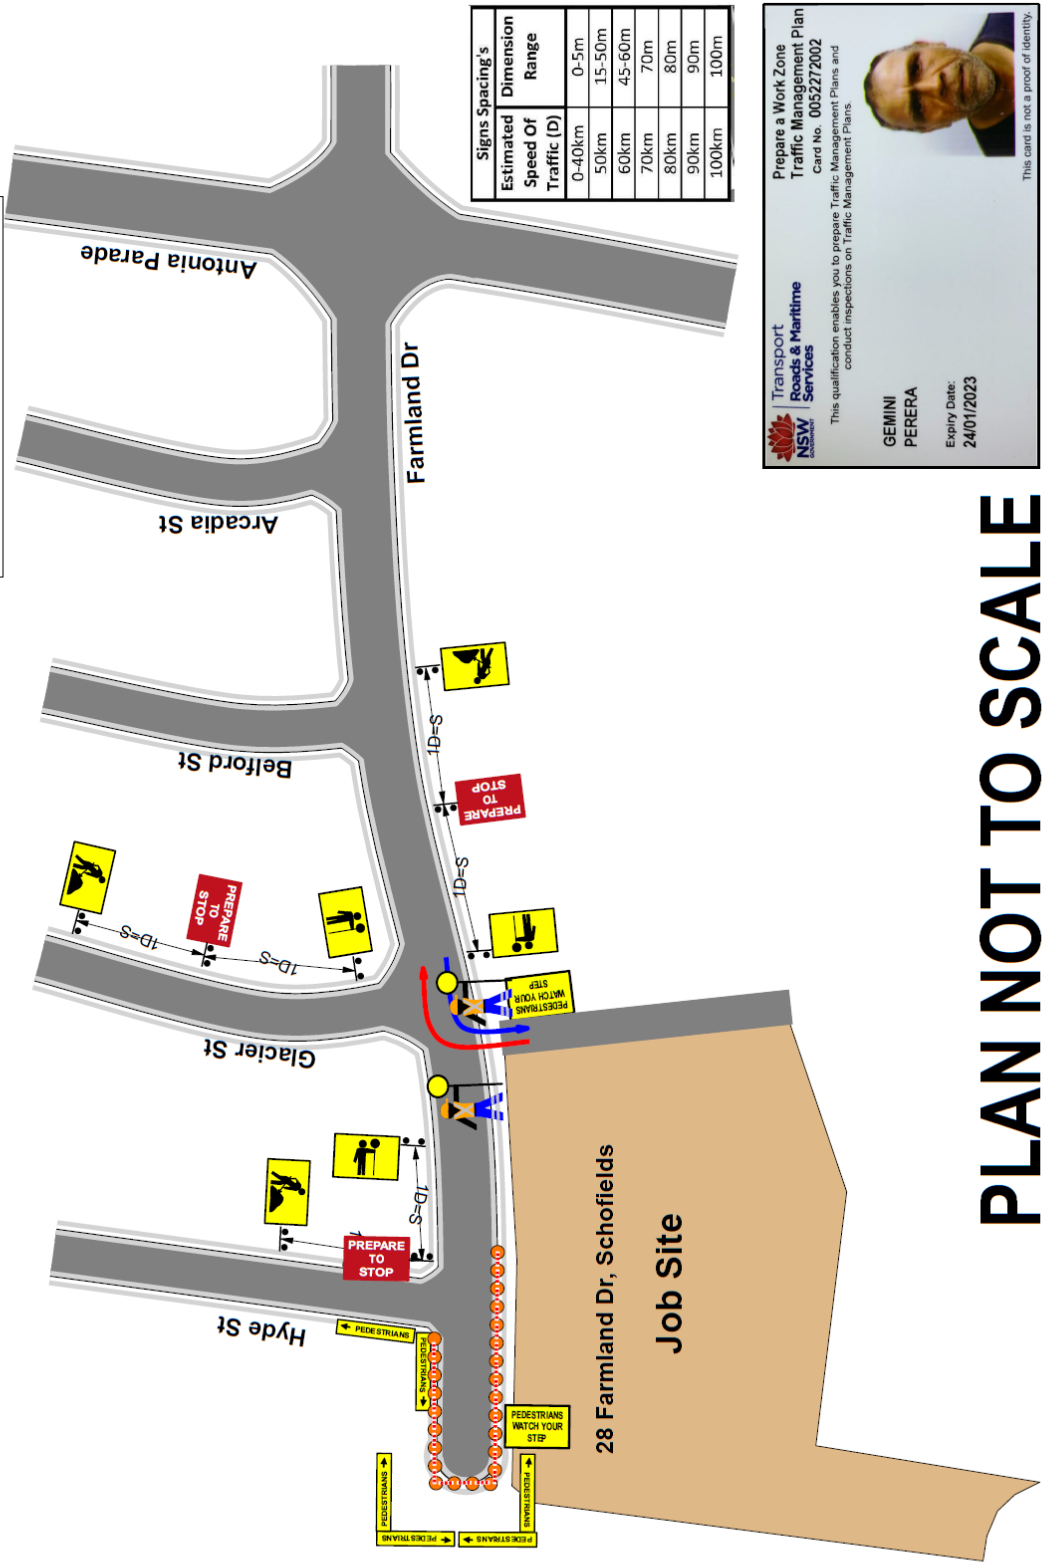 Signs Spacing's
Estimated Speed Of Traffic (D)
Dimension Range
0-40km 0-5m
50km 15-50m
60km 45-60m
70km 70m
80km 80m
90km 90m
100km 100m
NSW
GOVERNMENT
Transport
Roads & Maritime
Services
Prepare a Work Zone
Traffic Management Plan
Card No. 0052272002
This qualification enables you to prepare Traffic Management Plans and
conduct inspections on Traffic Management Plans.
GEMINI
PERERA
Expiry Date:
24/01/2023
This card is not a proof of identity.
Antonia Parade
Farmland Dr
Arcadia St
Belford St
Glacier St
Hyde St
1D=S
PREPARE
TO
STOP
1D=S
1D=S
PREPARE
TO
STOP
1D=S
PEDESTRIANS
WATCH YOUR
STEP
1D=S
PREPARE
TO
STOP
PEDESTRIANS
PEDESTRIANS
PEDESTRIANS
PEDESTRIANS
PEDESTRIANS
PEDESTRIANS
PEDESTRIANS
WATCH YOUR
STEP
28 Farmland Dr, Schofields
Job Site
PLAN NOT TO SCALE